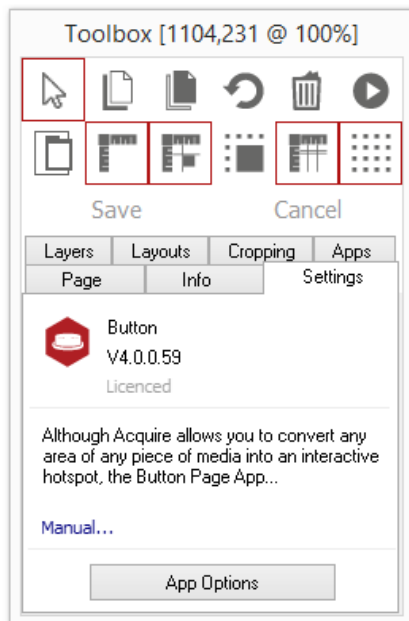 Toolbox [1104,231 @ 100%]
Save Cancel
Layers Layouts Cropping Apps
Page Info Settings
Button
V4.0.0.59
Licenced
Although Acquire allows you to convert any
area of any piece of media into an interactive
hotspot, the Button Page App...
Manual...
App Options